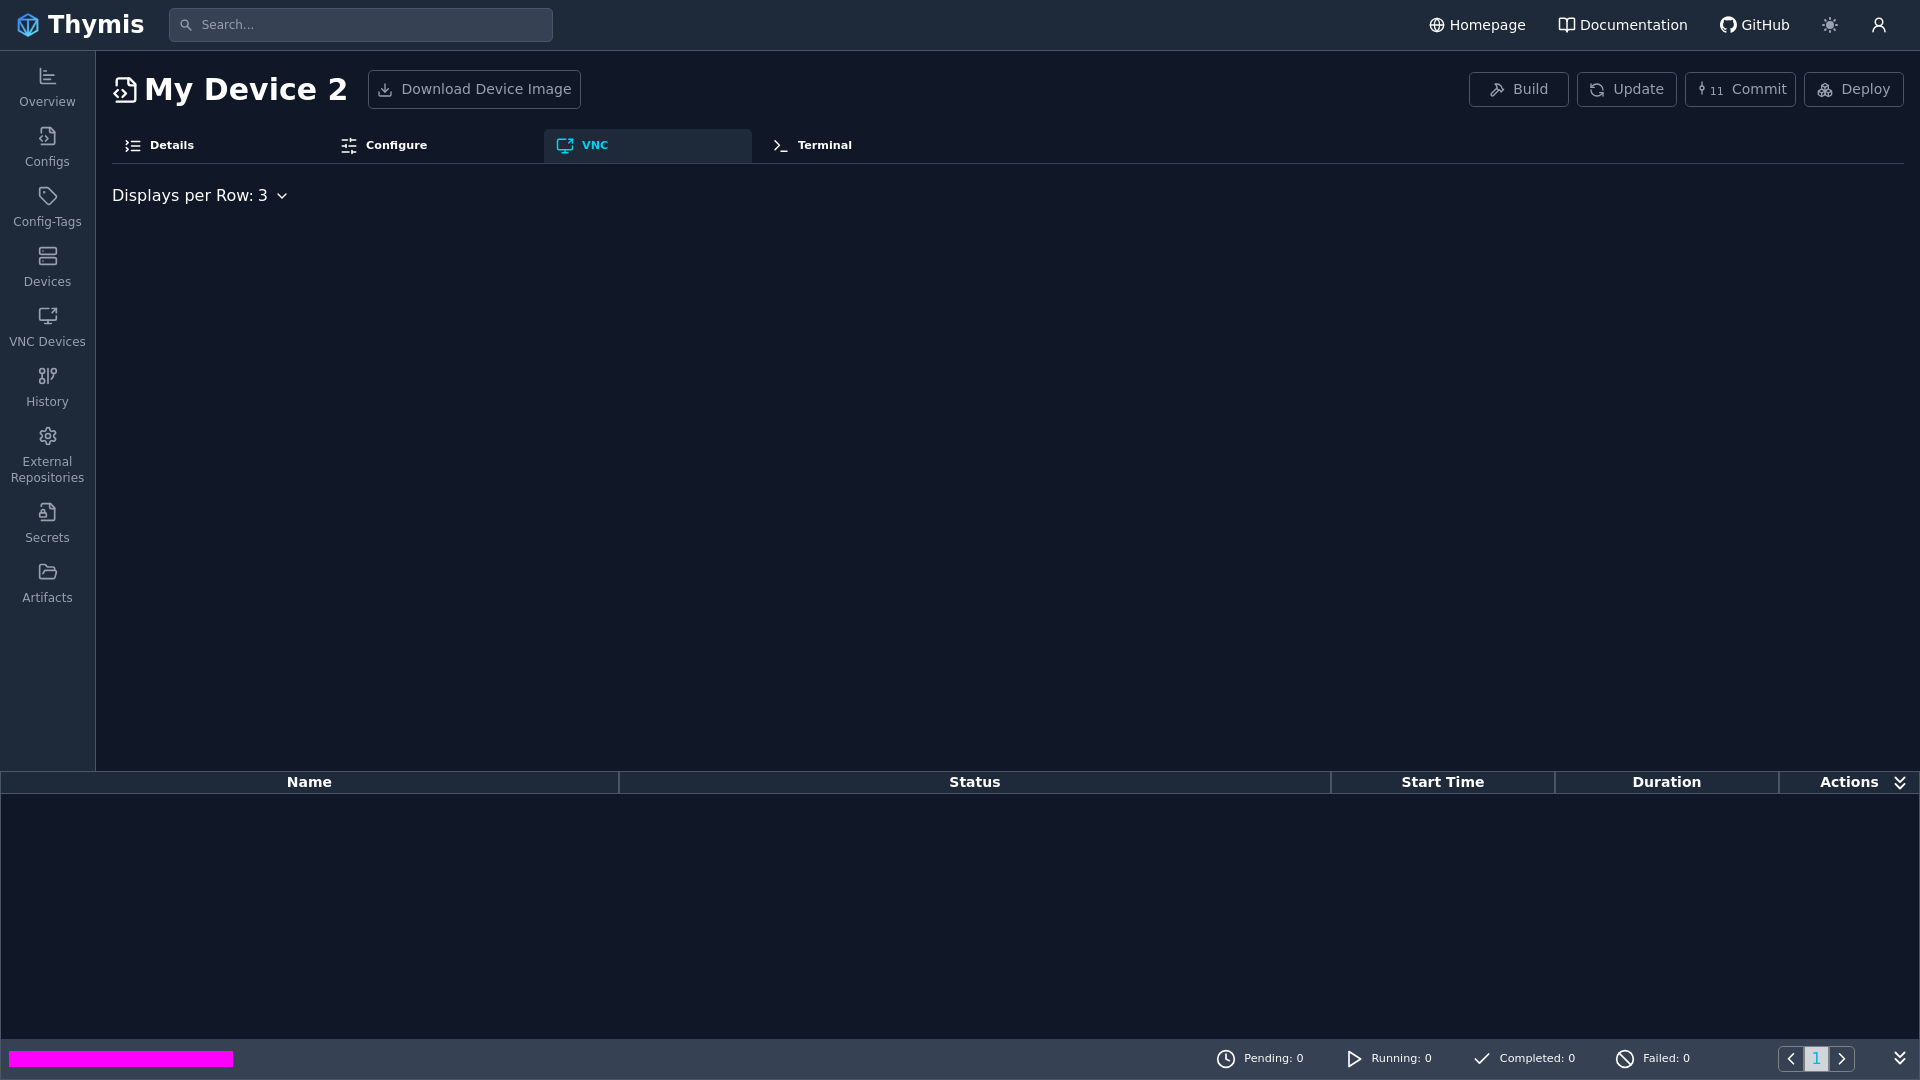 Thymis
Search...
Homepage
Documentation
GitHub
Overview
Configs
Config-Tags
Devices
VNC Devices
History
External
Repositories
Secrets
Artifacts
My Device 2
Download Device Image
Build
Update
11 Commit
Deploy
Details
Configure
VNC
Terminal
Displays per Row: 3
Name
Status
Start Time
Duration
Actions
Pending: 0
Running: 0
Completed: 0
Failed: 0
1